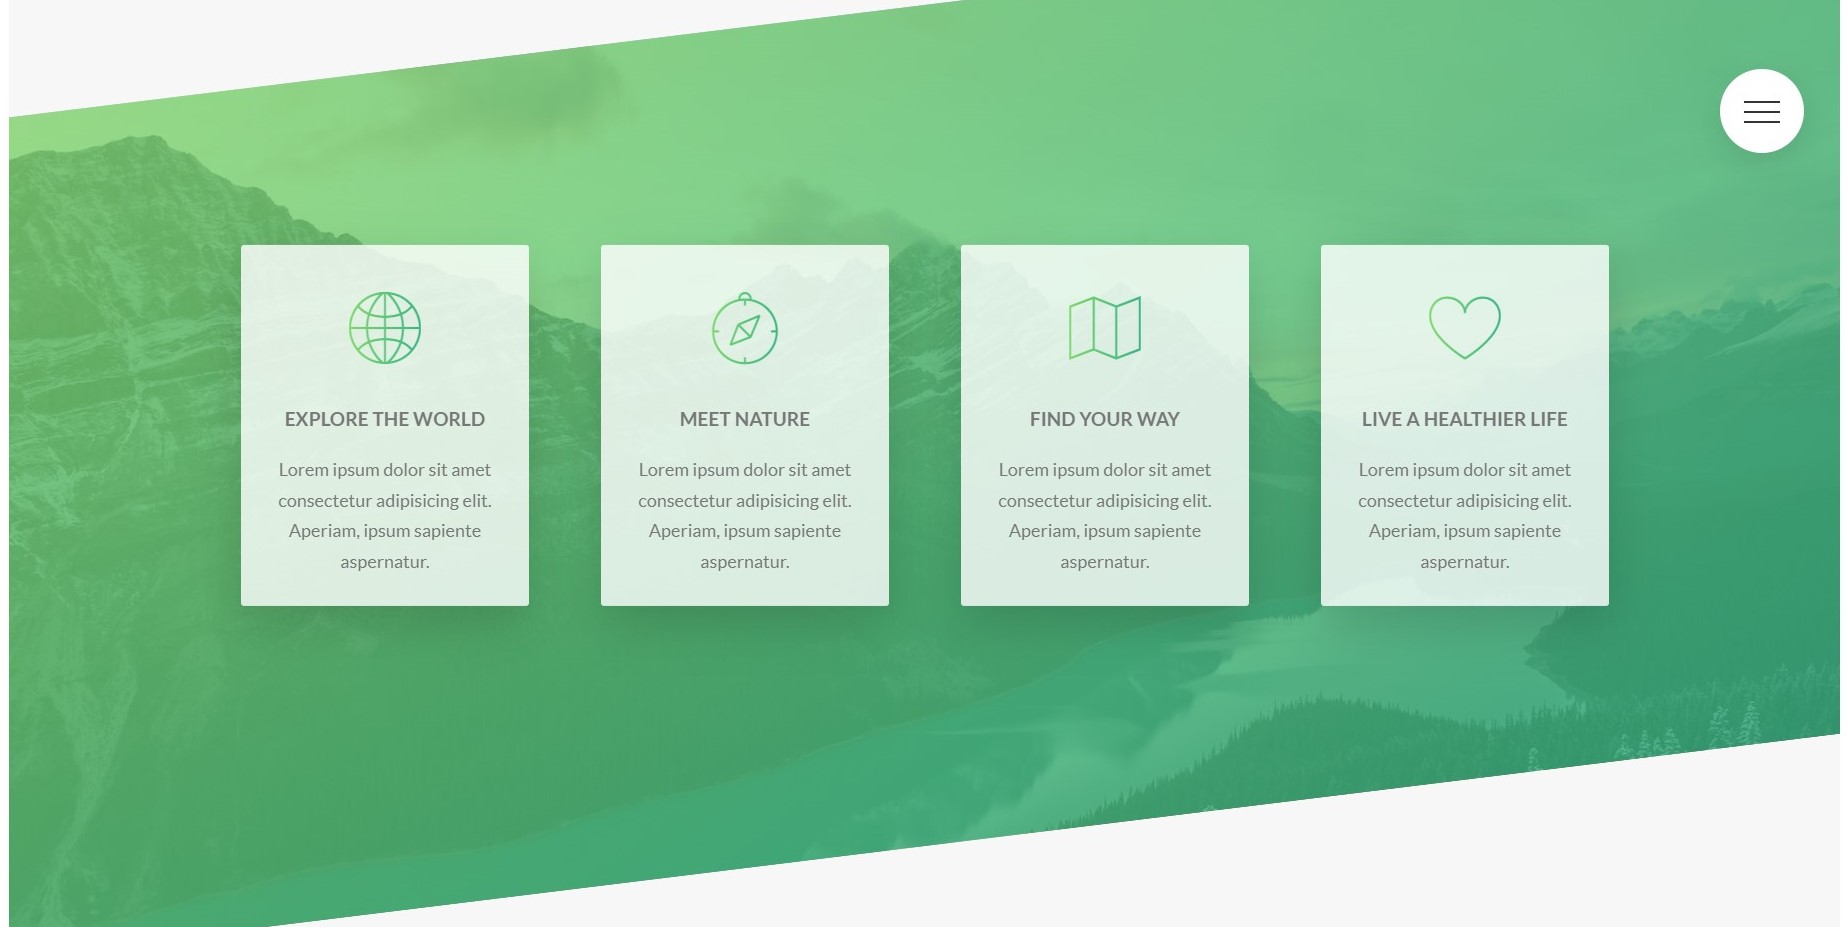 EXPLORE THE WORLD
Lorem ipsum dolor sit amet
consectetur adipisicing elit.
Aperiam, ipsum sapiente
aspernatur.
MEET NATURE
Lorem ipsum dolor sit amet
consectetur adipisicing elit.
Aperiam, ipsum sapiente
aspernatur.
FIND YOUR WAY
Lorem ipsum dolor sit amet
consectetur adipisicing elit.
Aperiam, ipsum sapiente
aspernatur.
LIVE A HEALTHIER LIFE
Lorem ipsum dolor sit amet
consectetur adipisicing elit.
Aperiam, ipsum sapiente
aspernatur.